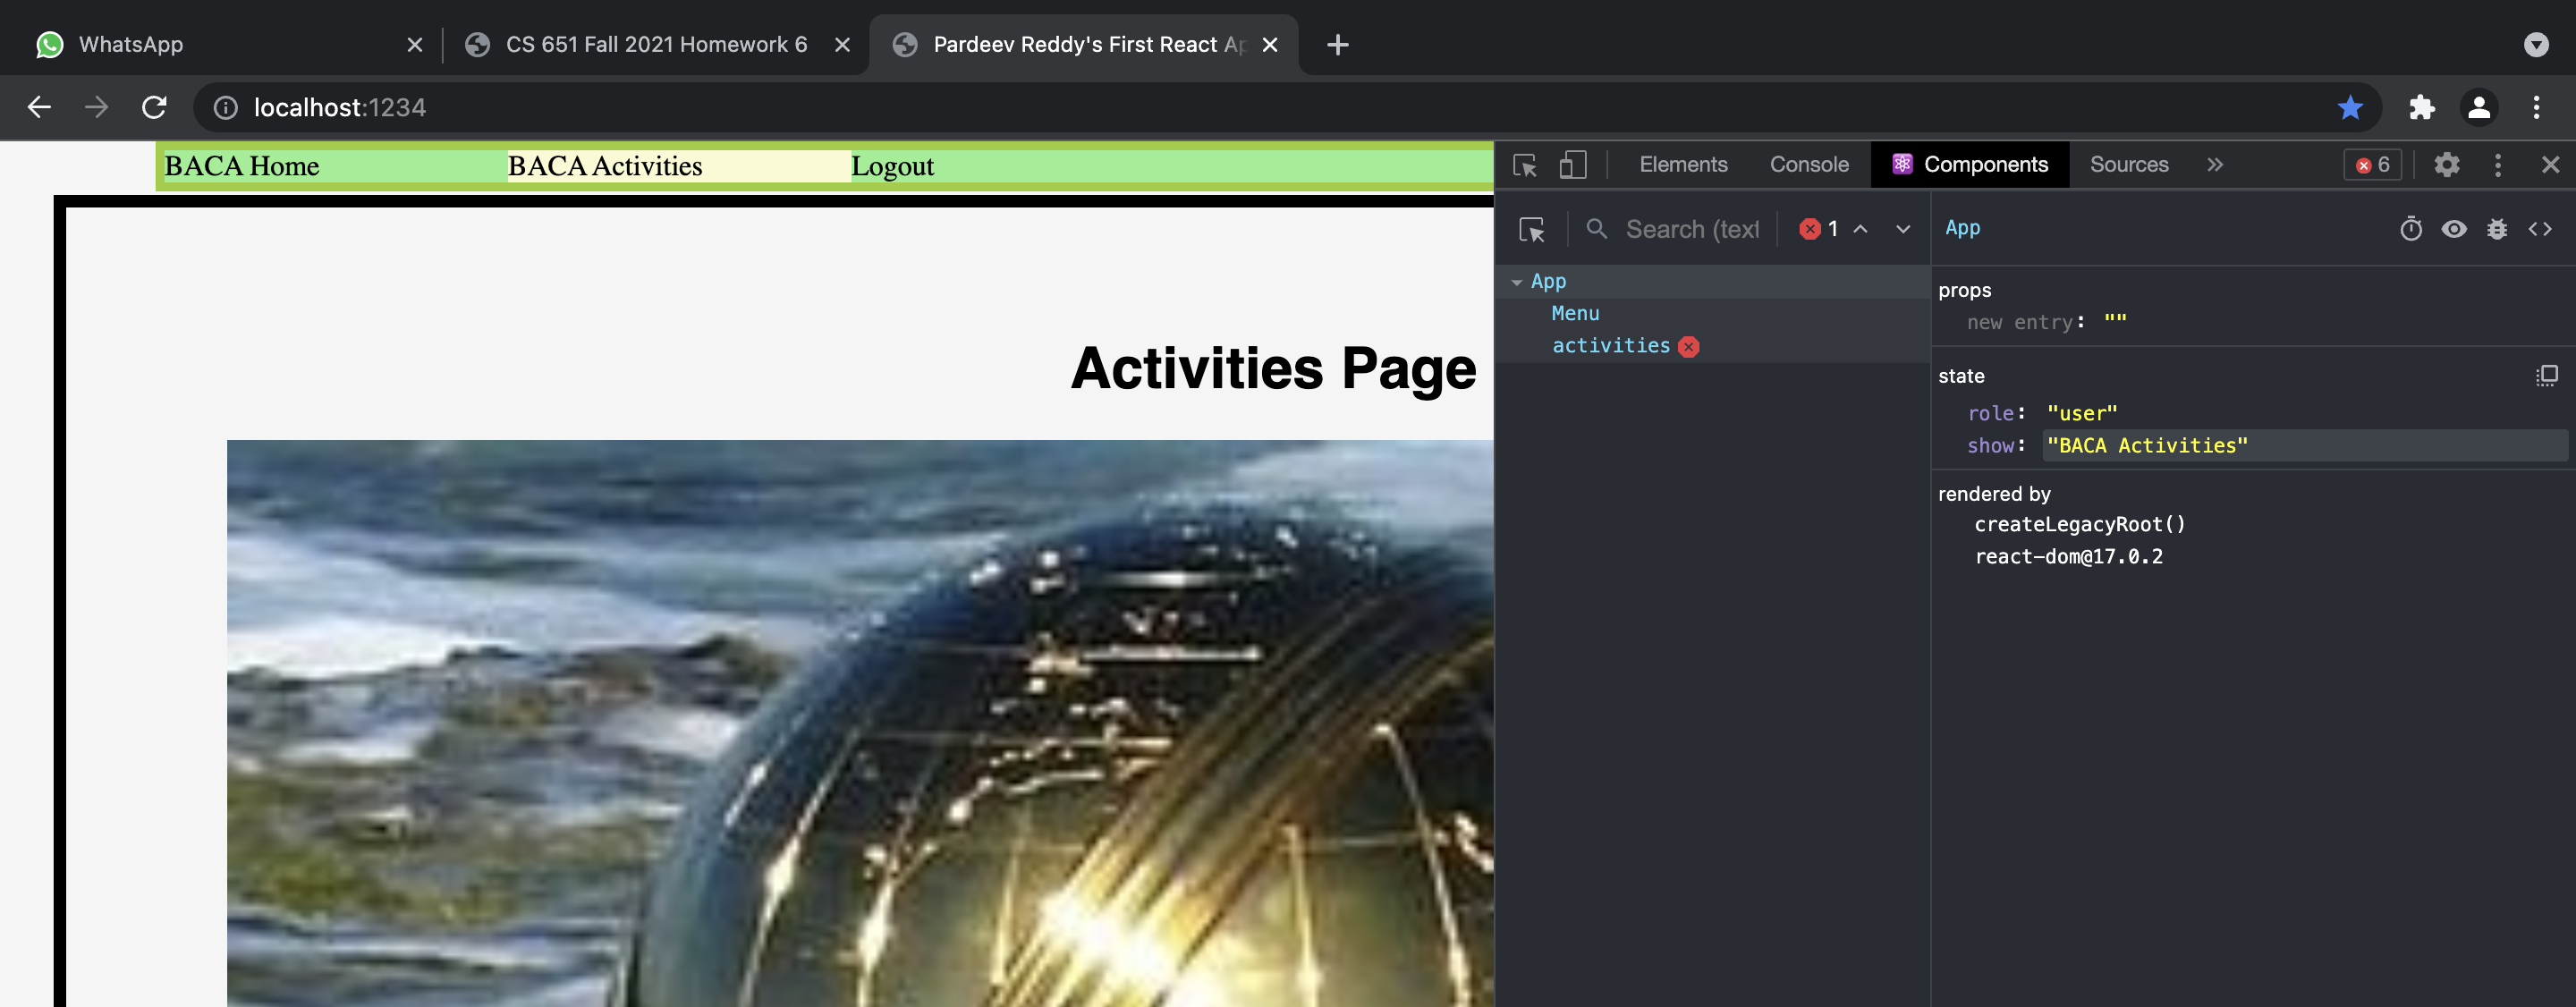 WhatsApp
CS 651 Fall 2021 Homework 6
Pardeev Reddy's First React Ap
localhost:1234
BACA Home BACA Activities Logout
Activities Page
Elements Console Components Sources » 6
Search (text
1
App
Menu
activities
App
props
new entry: ""
state
role: "user"
show: "BACA Activities"
rendered by
createLegacyRoot()
react-dom@17.0.2